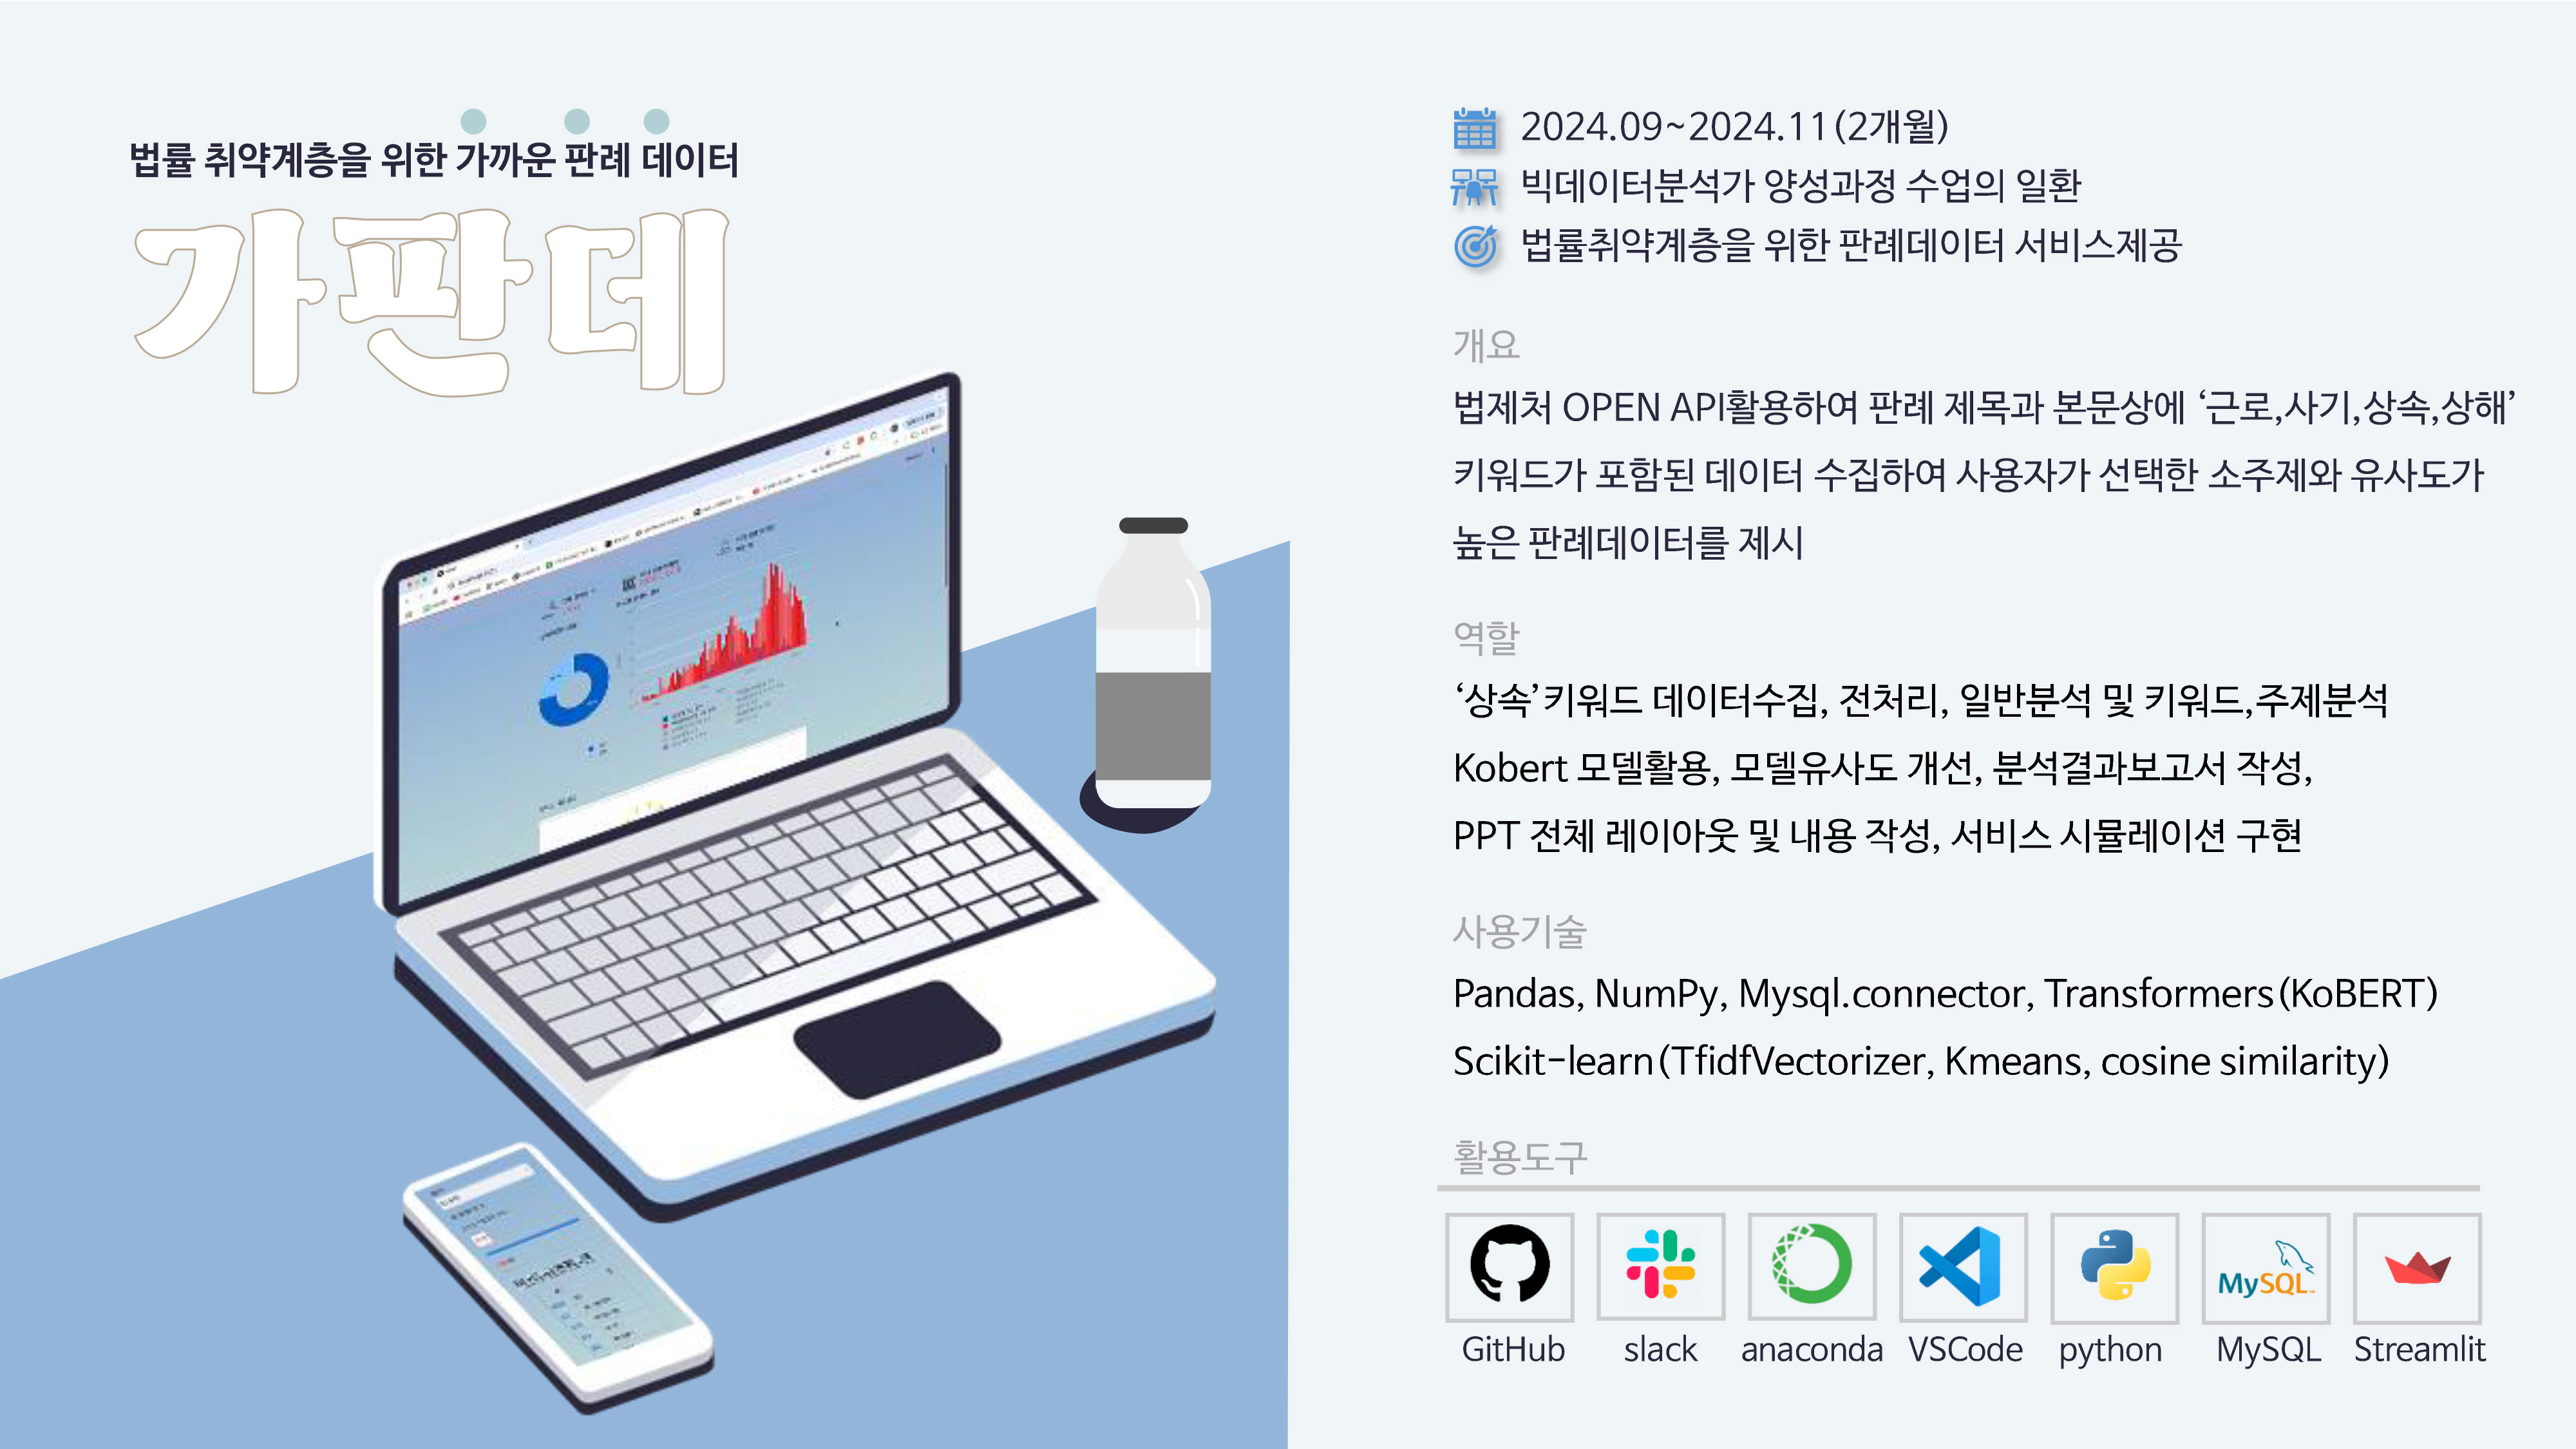 법률 취약계층을 위한 가까운 판례 데이터
가판데
2024.09~2024.11(2개월)
빅데이터분석가 양성과정 수업의 일환
법률취약계층을 위한 판례데이터 서비스제공
개요
법제처 OPEN API활용하여 판례 제목과 본문상에 ‘근로,사기,상속,상해’
키워드가 포함된 데이터 수집하여 사용자가 선택한 소주제와 유사도가
높은 판례데이터를 제시
역할
‘상속’키워드 데이터수집, 전처리, 일반분석 및 키워드,주제분석
Kobert 모델활용, 모델유사도 개선, 분석결과보고서 작성,
PPT 전체 레이아웃 및 내용 작성, 서비스 시뮬레이션 구현
사용기술
Pandas, NumPy, Mysql.connector, Transformers(KoBERT)
Scikit-learn(TfidfVectorizer, Kmeans, cosine similarity)
활용도구
MySQL
GitHub slack anaconda VSCode python MySQL Streamlit